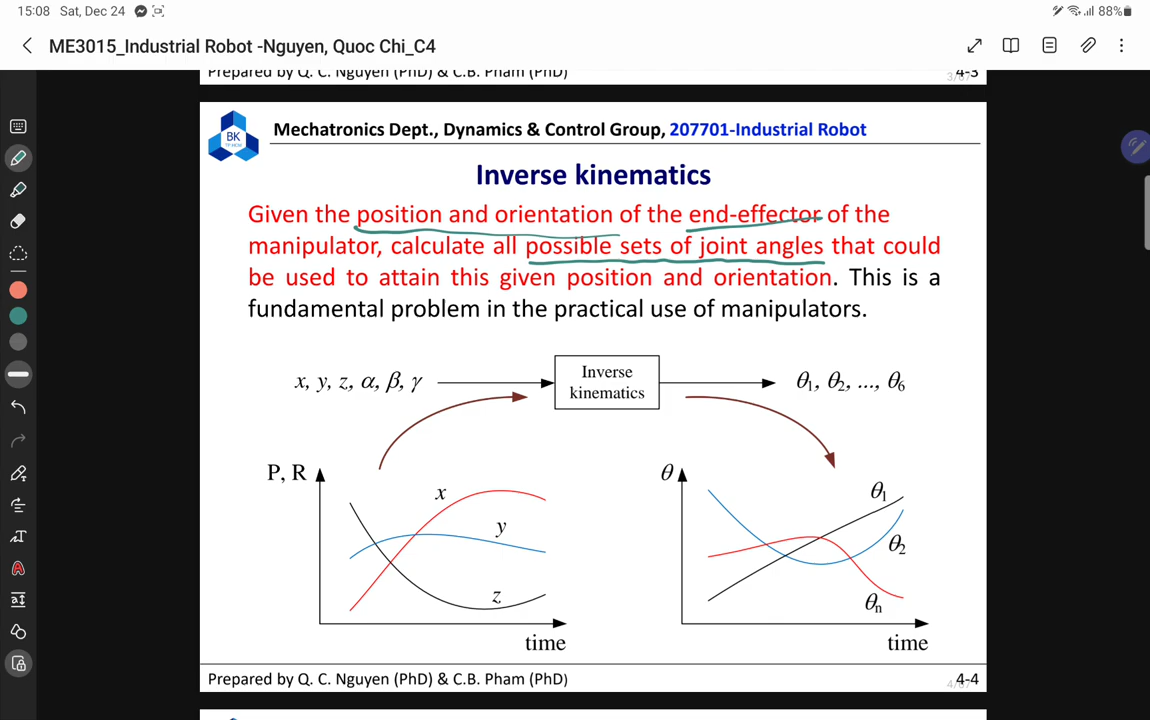 15:08 Sat, Dec 24 88%
ME3015_Industrial Robot -Nguyen, Quoc Chi_C4
Prepared by Q. C. Nguyen (PhD) & C.B. Pham (PhD) 4-3
BK
TP.HCM
Mechatronics Dept., Dynamics & Control Group, 207701-Industrial Robot
Inverse kinematics
Given the position and orientation of the end-effector of the
manipulator, calculate all possible sets of joint angles that could
be used to attain this given position and orientation. This is a
fundamental problem in the practical use of manipulators.
x, y, z, α, β, γ
Inverse
kinematics
θ1, θ2, ..., θ6
P, R
x
y
z
time
θ
θ1
θ2
θn
time
Prepared by Q. C. Nguyen (PhD) & C.B. Pham (PhD) 4-4